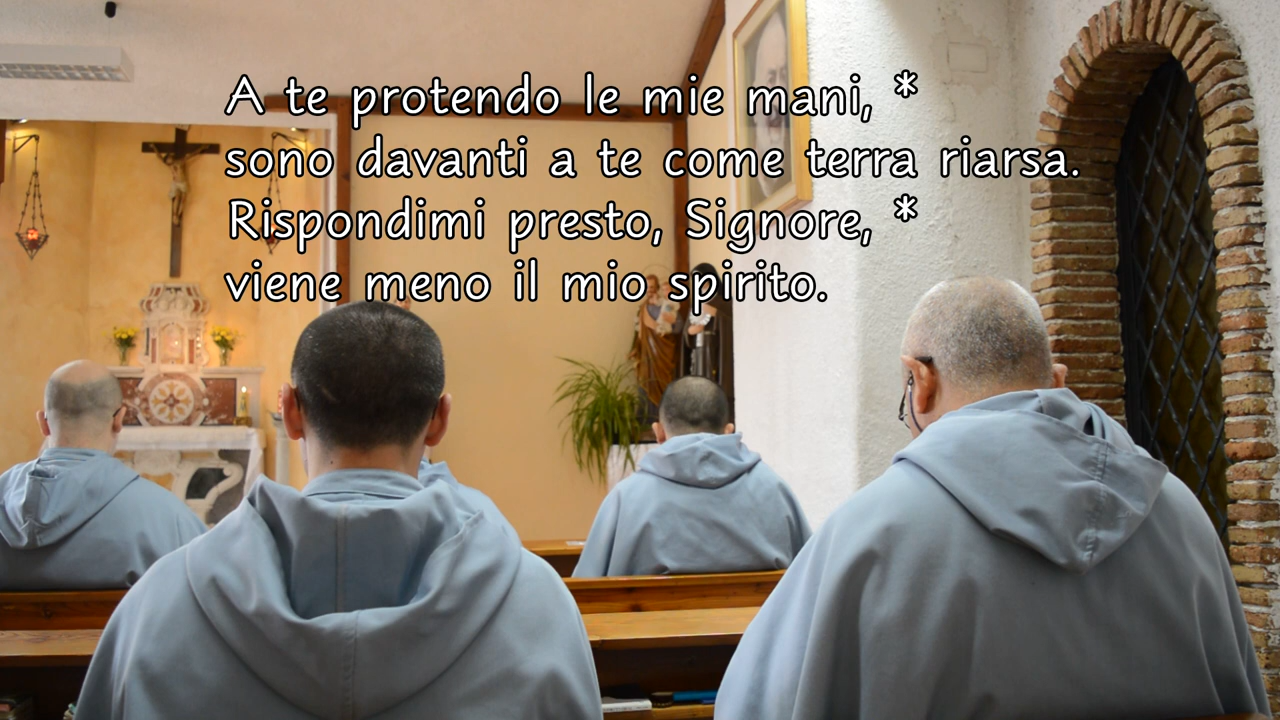 A te protendo le mie mani, *
sono davanti a te come terra riarsa.
Rispondimi presto, Signore, *
viene meno il mio spirito.